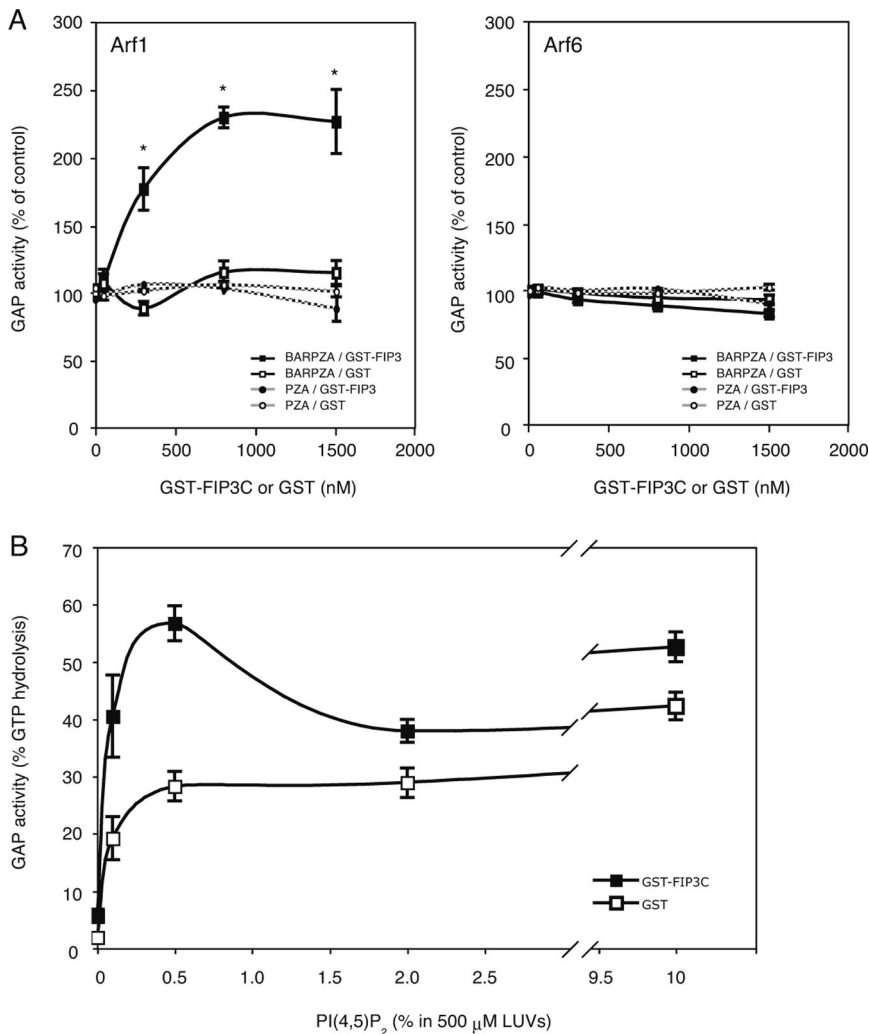 A
Arf1
Arf6
GAP activity (% of control)
300
250
200
150
100
50
0
*
*
*
BARPZA / GST-FIP3
BARPZA / GST
PZA / GST-FIP3
PZA / GST
0
500
1000
1500
2000
GST-FIP3C or GST (nM)
GAP activity (% of control)
300
250
200
150
100
50
0
BARPZA / GST-FIP3
BARPZA / GST
PZA / GST-FIP3
PZA / GST
0
500
1000
1500
2000
GST-FIP3C or GST (nM)
B
GAP activity (% GTP hydrolysis)
70
60
50
40
30
20
10
0
GST-FIP3C
GST
0
0.5
1.0
1.5
2.0
2.5
9.5
10
PI(4,5)P₂ (% in 500 μM LUVs)